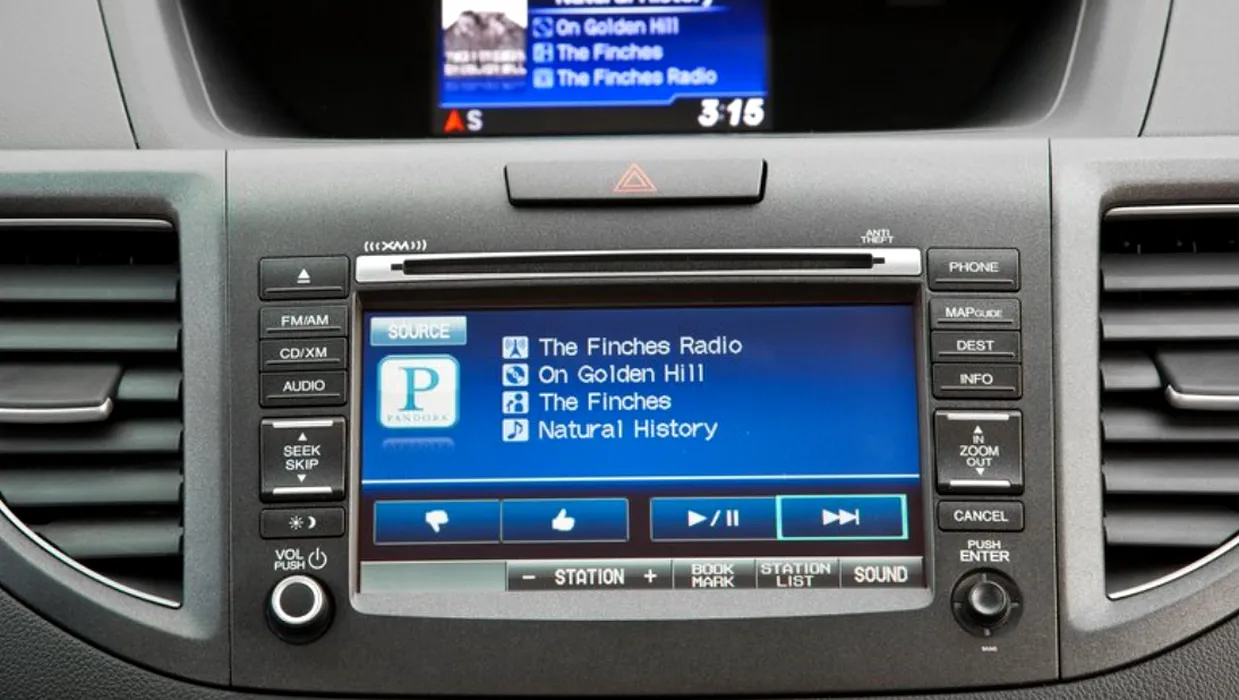 Natural History
On Golden Hill
The Finches
The Finches Radio
S
3:15
XM
ANTI
THEFT
PHONE
FM/AM
MAP GUIDE
CD/XM
DEST
AUDIO
INFO
SOURCE
P
PANDORA
The Finches Radio
On Golden Hill
The Finches
Natural History
SEEK
SKIP
IN
ZOOM
OUT
CANCEL
VOL
PUSH
PUSH
ENTER
− STATION +
BOOK
MARK
STATION
LIST
SOUND